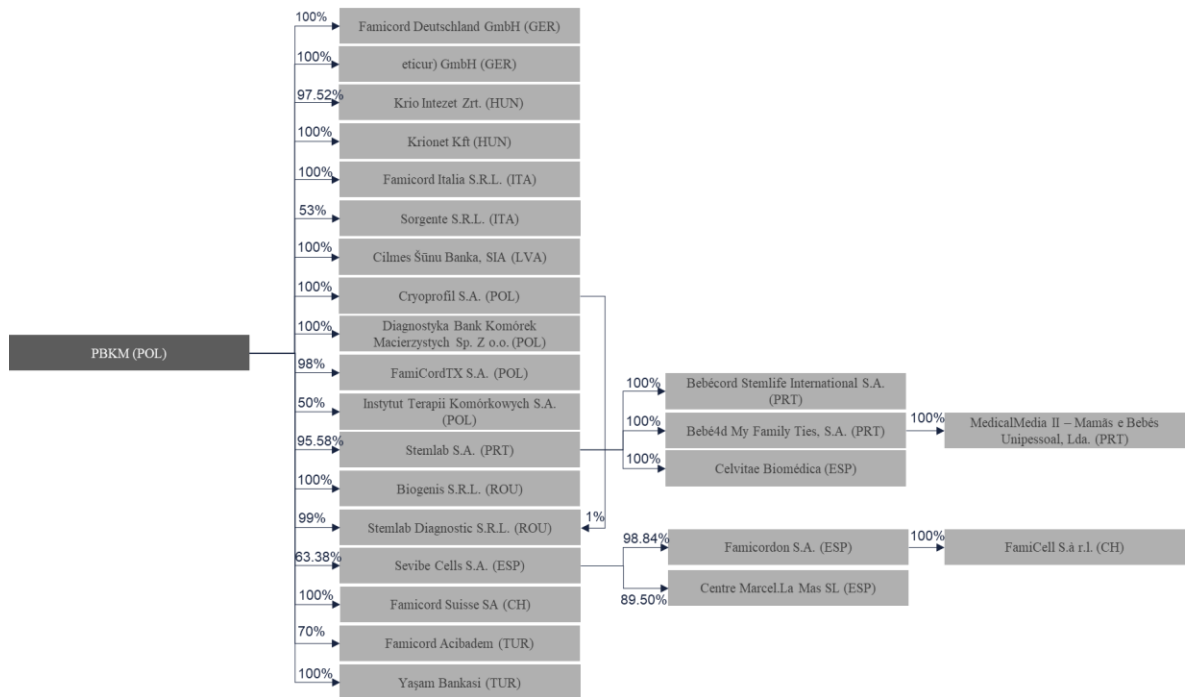 100%
Famicord Deutschland GmbH (GER)
100%
eticur) GmbH (GER)
97.52%
Krio Intezet Zrt. (HUN)
100%
Krionet Kft (HUN)
100%
Famicord Italia S.R.L. (ITA)
53%
Sorgente S.R.L. (ITA)
100%
Cilmes Šūnu Banka, SIA (LVA)
100%
Cryoprofil S.A. (POL)
PBKM (POL)
100%
Diagnostyka Bank Komórek
Macierzystych Sp. Z o.o. (POL)
98%
FamiCordTX S.A. (POL)
50%
Instytut Terapii Komórkowych S.A.
(POL)
95.58%
Stemlab S.A. (PRT)
100%
Bebécord Stemlife International S.A.
(PRT)
100%
Bebé4d My Family Ties, S.A. (PRT)
100%
MedicalMedia II – Mamãs e Bebés
Unipessoal, Lda. (PRT)
100%
Celvitae Biomédica (ESP)
100%
Biogenis S.R.L. (ROU)
99%
Stemlab Diagnostic S.R.L. (ROU)
1%
63.38%
Sevibe Cells S.A. (ESP)
98.84%
Famicordon S.A. (ESP)
100%
FamiCell S.à r.l. (CH)
89.50%
Centre Marcel.La Mas SL (ESP)
100%
Famicord Suisse SA (CH)
70%
Famicord Acibadem (TUR)
100%
Yaşam Bankasi (TUR)